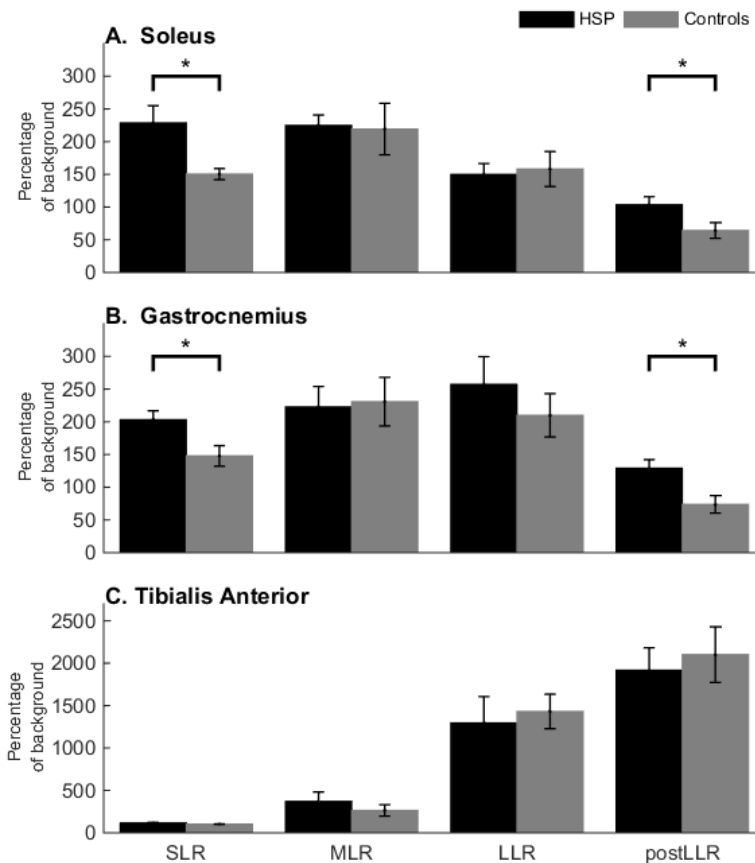 HSP Controls
A. Soleus
* *
300
250
200
150
100
50
0
Percentage
of background
B. Gastrocnemius
* *
300
250
200
150
100
50
0
Percentage
of background
C. Tibialis Anterior
2500
2000
1500
1000
500
0
Percentage
of background
SLR MLR LLR postLLR